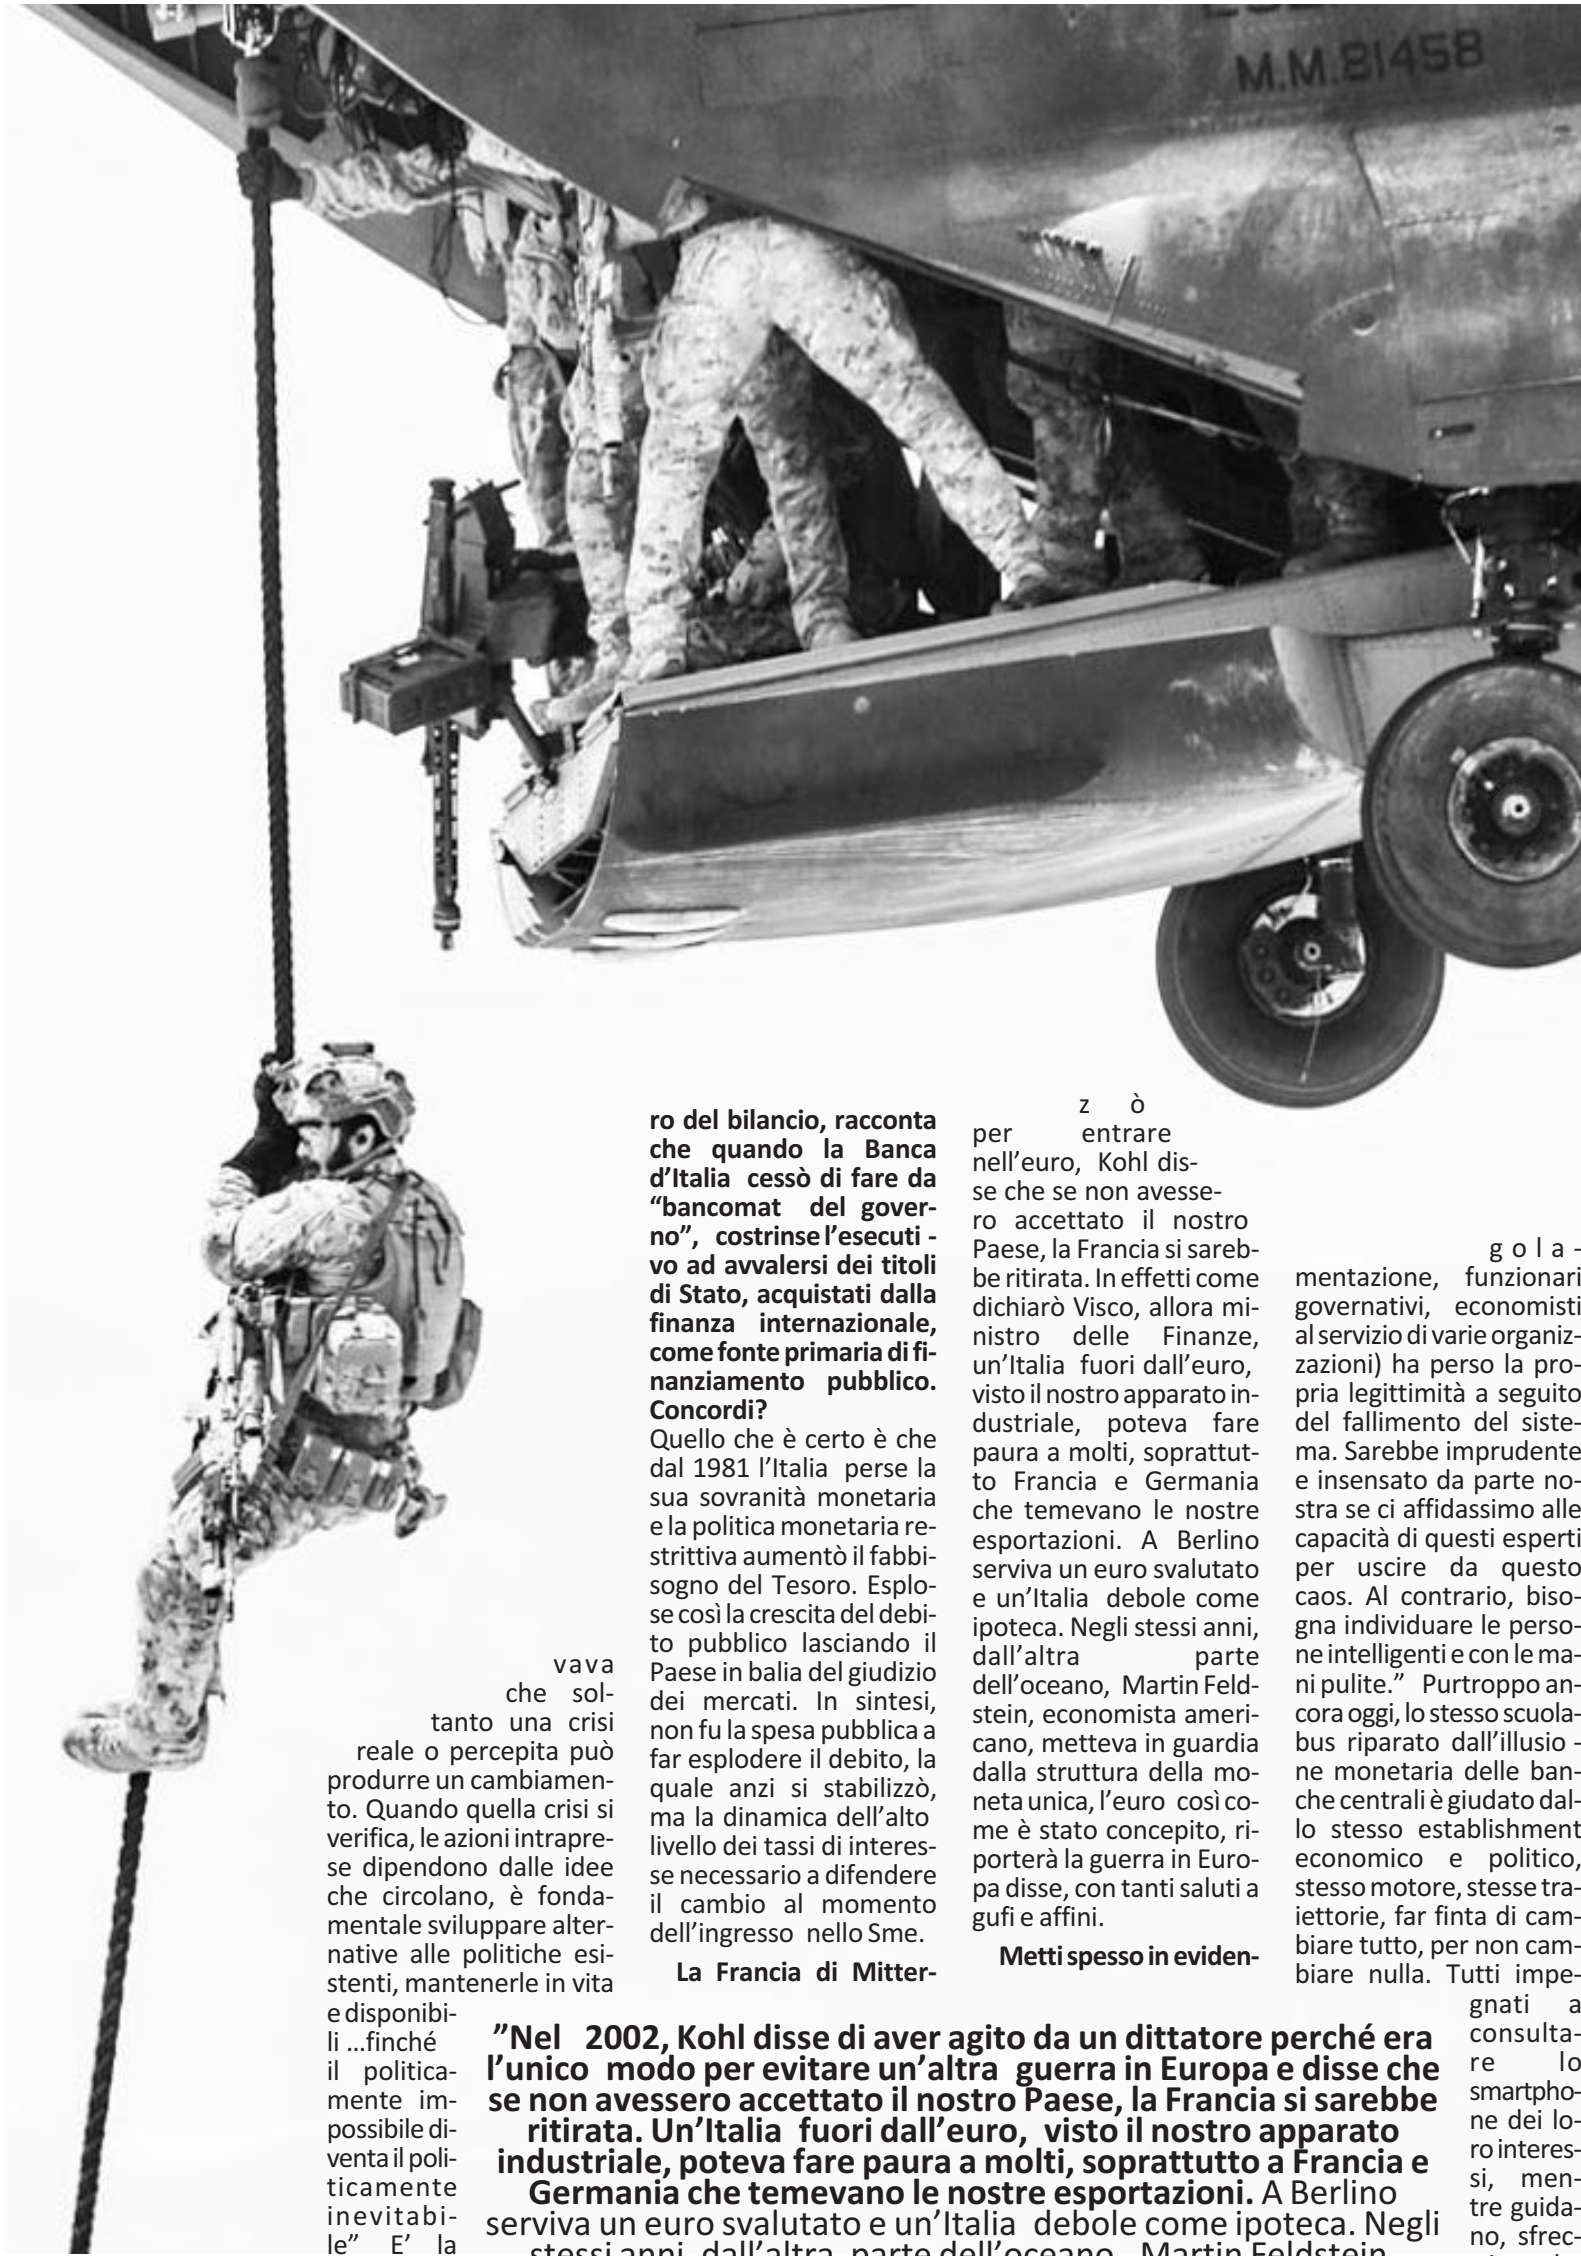 M.M.81458
vava
che sol-
tanto una crisi
reale o percepita può
produrre un cambiamen-
to. Quando quella crisi si
verifica, le azioni intrapre-
se dipendono dalle idee
che circolano, è fonda-
mentale sviluppare alter-
native alle politiche esi-
stenti, mantenerle in vita
e disponibi-
li ...finché
il politica-
mente im-
possibile di-
venta il poli-
ticamente
inevitabi-
le” E’ la
ro del bilancio, racconta
che quando la Banca
d’Italia cessò di fare da
“bancomat del gover-
no”, costrinse l’esecuti -
vo ad avvalersi dei titoli
di Stato, acquistati dalla
finanza internazionale,
come fonte primaria di fi-
nanziamento pubblico.
Concordi?
Quello che è certo è che
dal 1981 l’Italia perse la
sua sovranità monetaria
e la politica monetaria re-
strittiva aumentò il fabbi-
sogno del Tesoro. Esplo-
se così la crescita del debi-
to pubblico lasciando il
Paese in balia del giudizio
dei mercati. In sintesi,
non fu la spesa pubblica a
far esplodere il debito, la
quale anzi si stabilizzò,
ma la dinamica dell’alto
livello dei tassi di interes-
se necessario a difendere
il cambio al momento
dell’ingresso nello Sme.
La Francia di Mitter-
zò
per entrare
nell’euro, Kohl dis-
se che se non avesse-
ro accettato il nostro
Paese, la Francia si sareb-
be ritirata. In effetti come
dichiarò Visco, allora mi-
nistro delle Finanze,
un’Italia fuori dall’euro,
visto il nostro apparato in-
dustriale, poteva fare
paura a molti, soprattut-
to Francia e Germania
che temevano le nostre
esportazioni. A Berlino
serviva un euro svalutato
e un’Italia debole come
ipoteca. Negli stessi anni,
dall’altra parte
dell’oceano, Martin Feld-
stein, economista ameri-
cano, metteva in guardia
dalla struttura della mo-
neta unica, l’euro così co-
me è stato concepito, ri-
porterà la guerra in Euro-
pa disse, con tanti saluti a
gufi e affini.
Metti spesso in eviden-
gola-
mentazione, funzionari
governativi, economisti
al servizio di varie organiz-
zazioni) ha perso la pro-
pria legittimità a seguito
del fallimento del siste-
ma. Sarebbe imprudente
e insensato da parte no-
stra se ci affidassimo alle
capacità di questi esperti
per uscire da questo
caos. Al contrario, biso-
gna individuare le perso-
ne intelligenti e con le ma-
ni pulite.” Purtroppo an-
cora oggi, lo stesso scuola-
bus riparato dall’illusio -
ne monetaria delle ban-
che centrali è giudato dal-
lo stesso establishment
economico e politico,
stesso motore, stesse tra-
iettorie, far finta di cam-
biare tutto, per non cam-
biare nulla. Tutti impe-
gnati a
consulta-
re lo
smartpho-
ne dei lo-
ro interes-
si, men-
tre guida-
no, sfrec-
”Nel 2002, Kohl disse di aver agito da un dittatore perché era
l’unico modo per evitare un’altra guerra in Europa e disse che
se non avessero accettato il nostro Paese, la Francia si sarebbe
ritirata. Un’Italia fuori dall’euro, visto il nostro apparato
industriale, poteva fare paura a molti, soprattutto a Francia e
Germania che temevano le nostre esportazioni. A Berlino
serviva un euro svalutato e un’Italia debole come ipoteca. Negli
stessi anni, dall’altra parte dell’oceano, Martin Feldstein,